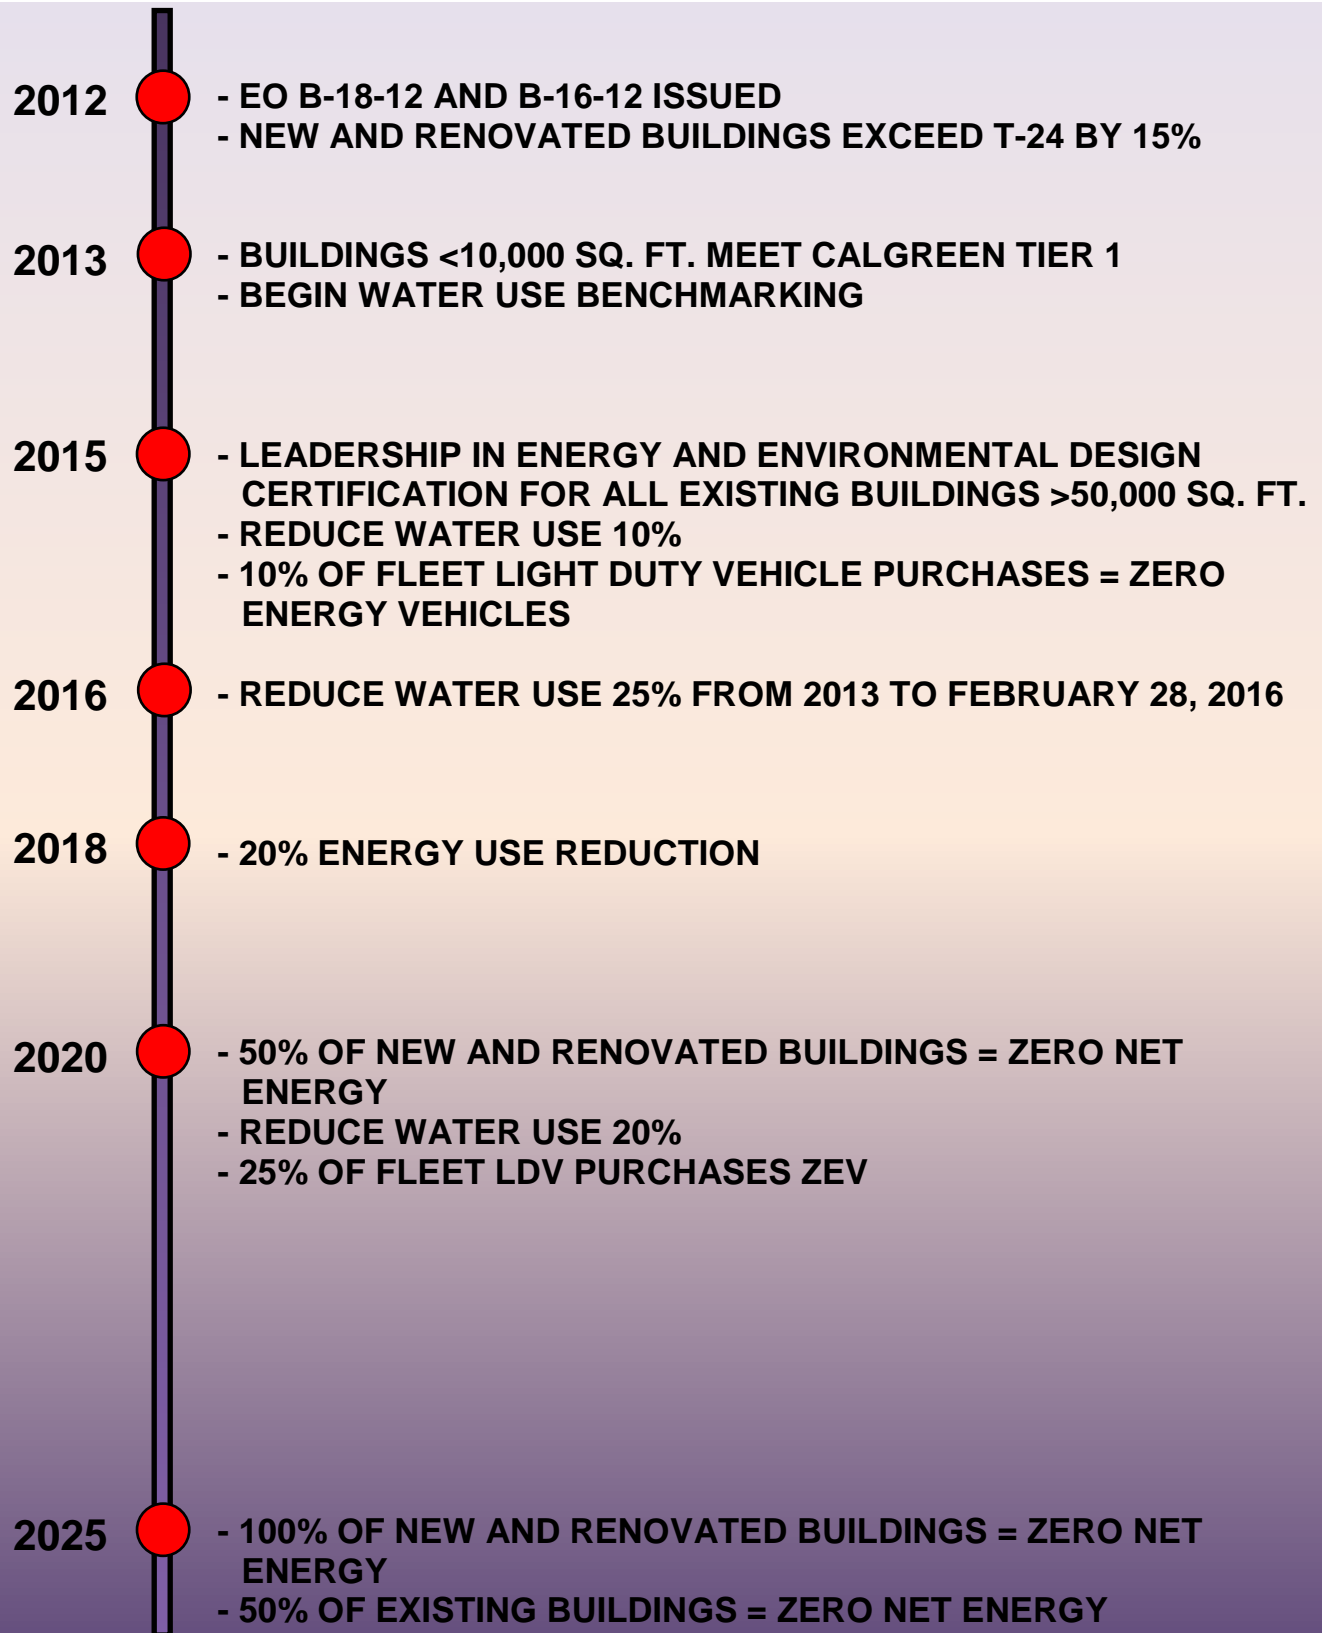 2012
- EO B-18-12 AND B-16-12 ISSUED
- NEW AND RENOVATED BUILDINGS EXCEED T-24 BY 15%
2013
- BUILDINGS <10,000 SQ. FT. MEET CALGREEN TIER 1
- BEGIN WATER USE BENCHMARKING
2015
- LEADERSHIP IN ENERGY AND ENVIRONMENTAL DESIGN
CERTIFICATION FOR ALL EXISTING BUILDINGS >50,000 SQ. FT.
- REDUCE WATER USE 10%
- 10% OF FLEET LIGHT DUTY VEHICLE PURCHASES = ZERO
ENERGY VEHICLES
2016
- REDUCE WATER USE 25% FROM 2013 TO FEBRUARY 28, 2016
2018
- 20% ENERGY USE REDUCTION
2020
- 50% OF NEW AND RENOVATED BUILDINGS = ZERO NET
ENERGY
- REDUCE WATER USE 20%
- 25% OF FLEET LDV PURCHASES ZEV
2025
- 100% OF NEW AND RENOVATED BUILDINGS = ZERO NET
ENERGY
- 50% OF EXISTING BUILDINGS = ZERO NET ENERGY